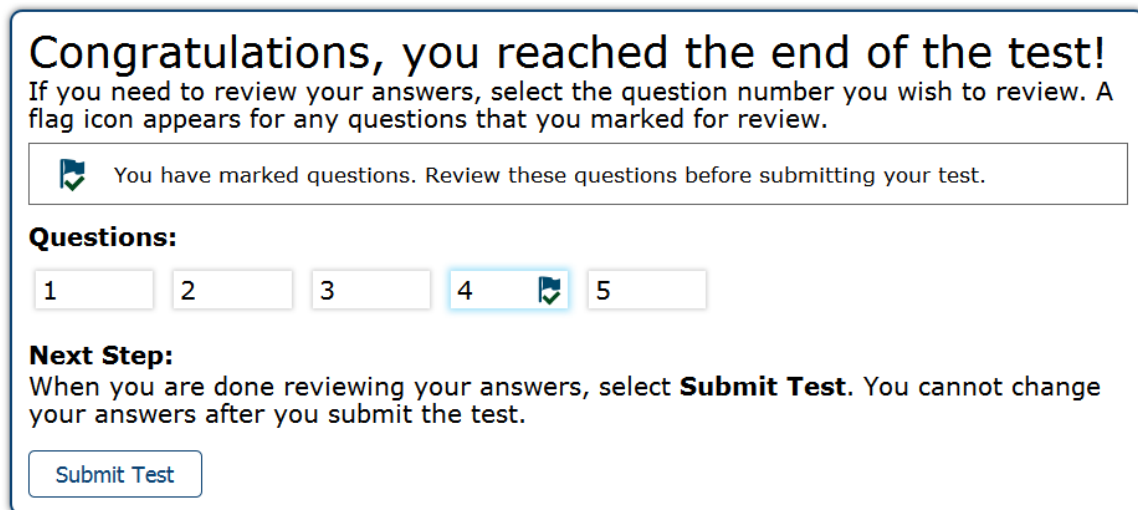 Congratulations, you reached the end of the test!
If you need to review your answers, select the question number you wish to review. A
flag icon appears for any questions that you marked for review.
You have marked questions. Review these questions before submitting your test.
Questions:
1 2 3 4 5
Next Step:
When you are done reviewing your answers, select Submit Test. You cannot change
your answers after you submit the test.
Submit Test